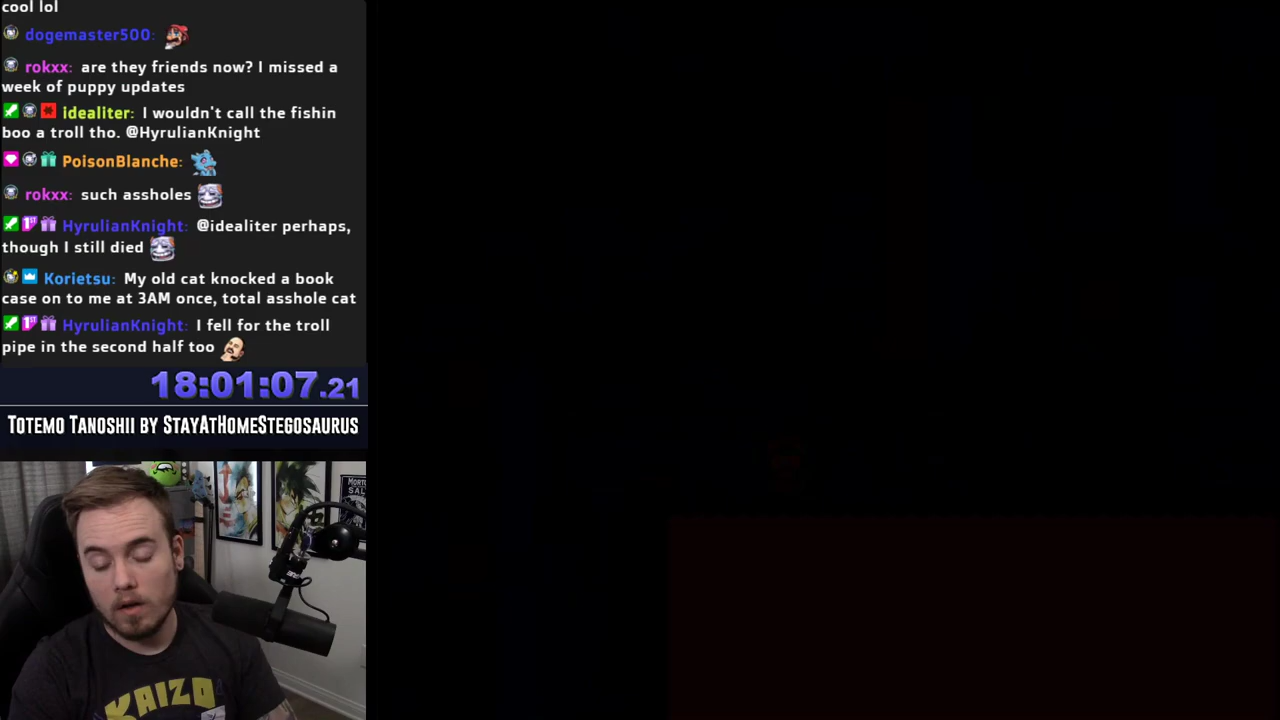 cool lol
dogemaster500:
rokxx: are they friends now? I missed a
week of puppy updates
idealiter: I wouldn't call the fishin
boo a troll tho. @HyrulianKnight
PoisonBlanche:
rokxx: such assholes
HyrulianKnight: @idealiter perhaps,
though I still died
Korietsu: My old cat knocked a book
case on to me at 3AM once, total asshole cat
HyrulianKnight: I fell for the troll
pipe in the second half too
18:01:07.21
TOTEMO TANOSHII BY STAYATHOMESTEGOSAURUS
MORTON
SAL
KAIZO